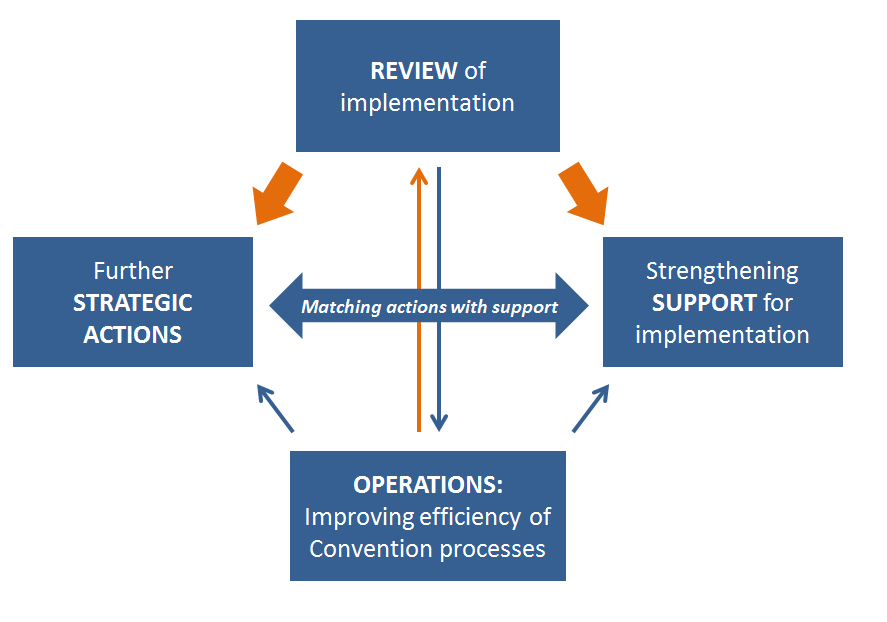 REVIEW of
implementation
Further
STRATEGIC
ACTIONS
Matching actions with support
Strengthening
SUPPORT for
implementation
OPERATIONS:
Improving efficiency of
Convention processes